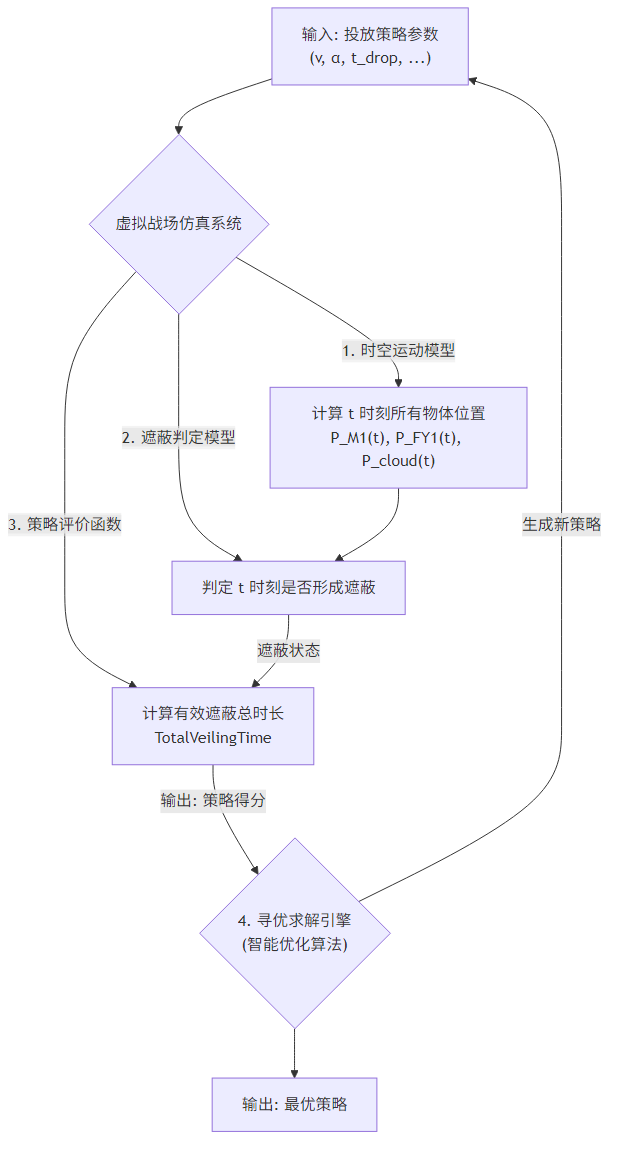 输入: 投放策略参数
(v, α, t_drop, ...)
虚拟战场仿真系统
1. 时空运动模型
计算 t 时刻所有物体位置
P_M1(t), P_FY1(t),
P_cloud(t)
2. 遮蔽判定模型
3. 策略评价函数
生成新策略
判定 t 时刻是否形成遮蔽
遮蔽状态
计算有效遮蔽总时长
TotalVeilingTime
输出: 策略得分
4. 寻优求解引擎
(智能优化算法)
输出: 最优策略